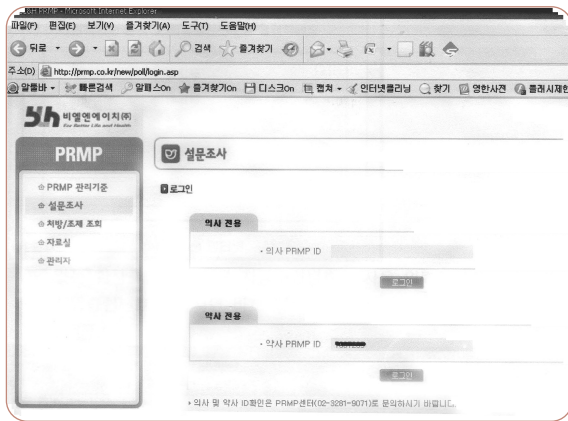 BH PRMP - Microsoft Internet Explorer
파일(F) 편집(E) 보기(V) 즐겨찾기(A) 도구(T) 도움말(H)
뒤로 검색 즐겨찾기
주소(D) http://prmp.co.kr/new/poll/login.asp
알툴바 빠른검색 알패스On 즐겨찾기On 디스크On 캡쳐 인터넷클리닝 찾기 영한사전 플래시제한
비엘엔에이치(주)
For Better Life and Health
PRMP
설문조사
PRMP 관리기준
로그인
설문조사
처방/조제 조회
자료실
관리자
의사 전용
• 의사 PRMP ID
로그인
약사 전용
• 약사 PRMP ID
로그인
• 의사 및 약사 ID확인은 PRMP센터(02-3281-9071)로 문의하시기 바랍니다.